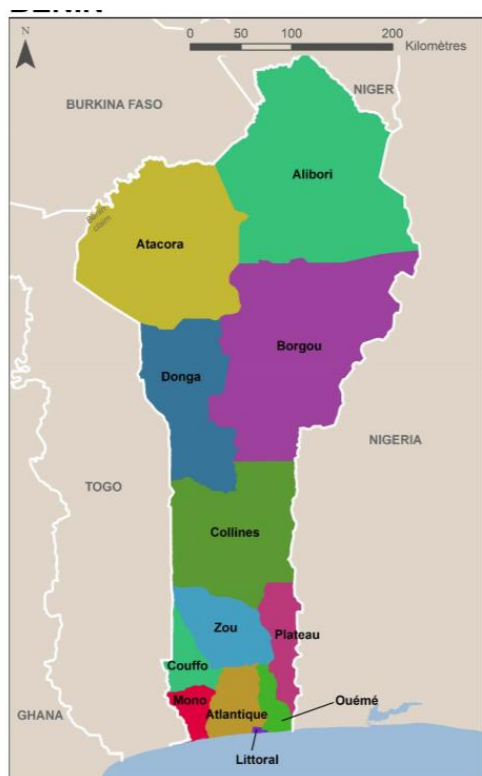 BENIN
N
0 50 100 200
Kilomètres
NIGER
BURKINA FASO
Alibori
Atacora
Borgou
Donga
NIGERIA
TOGO
Collines
Zou
Plateau
Couffo
Mono
Ouémé
Atlantique
GHANA
Littoral